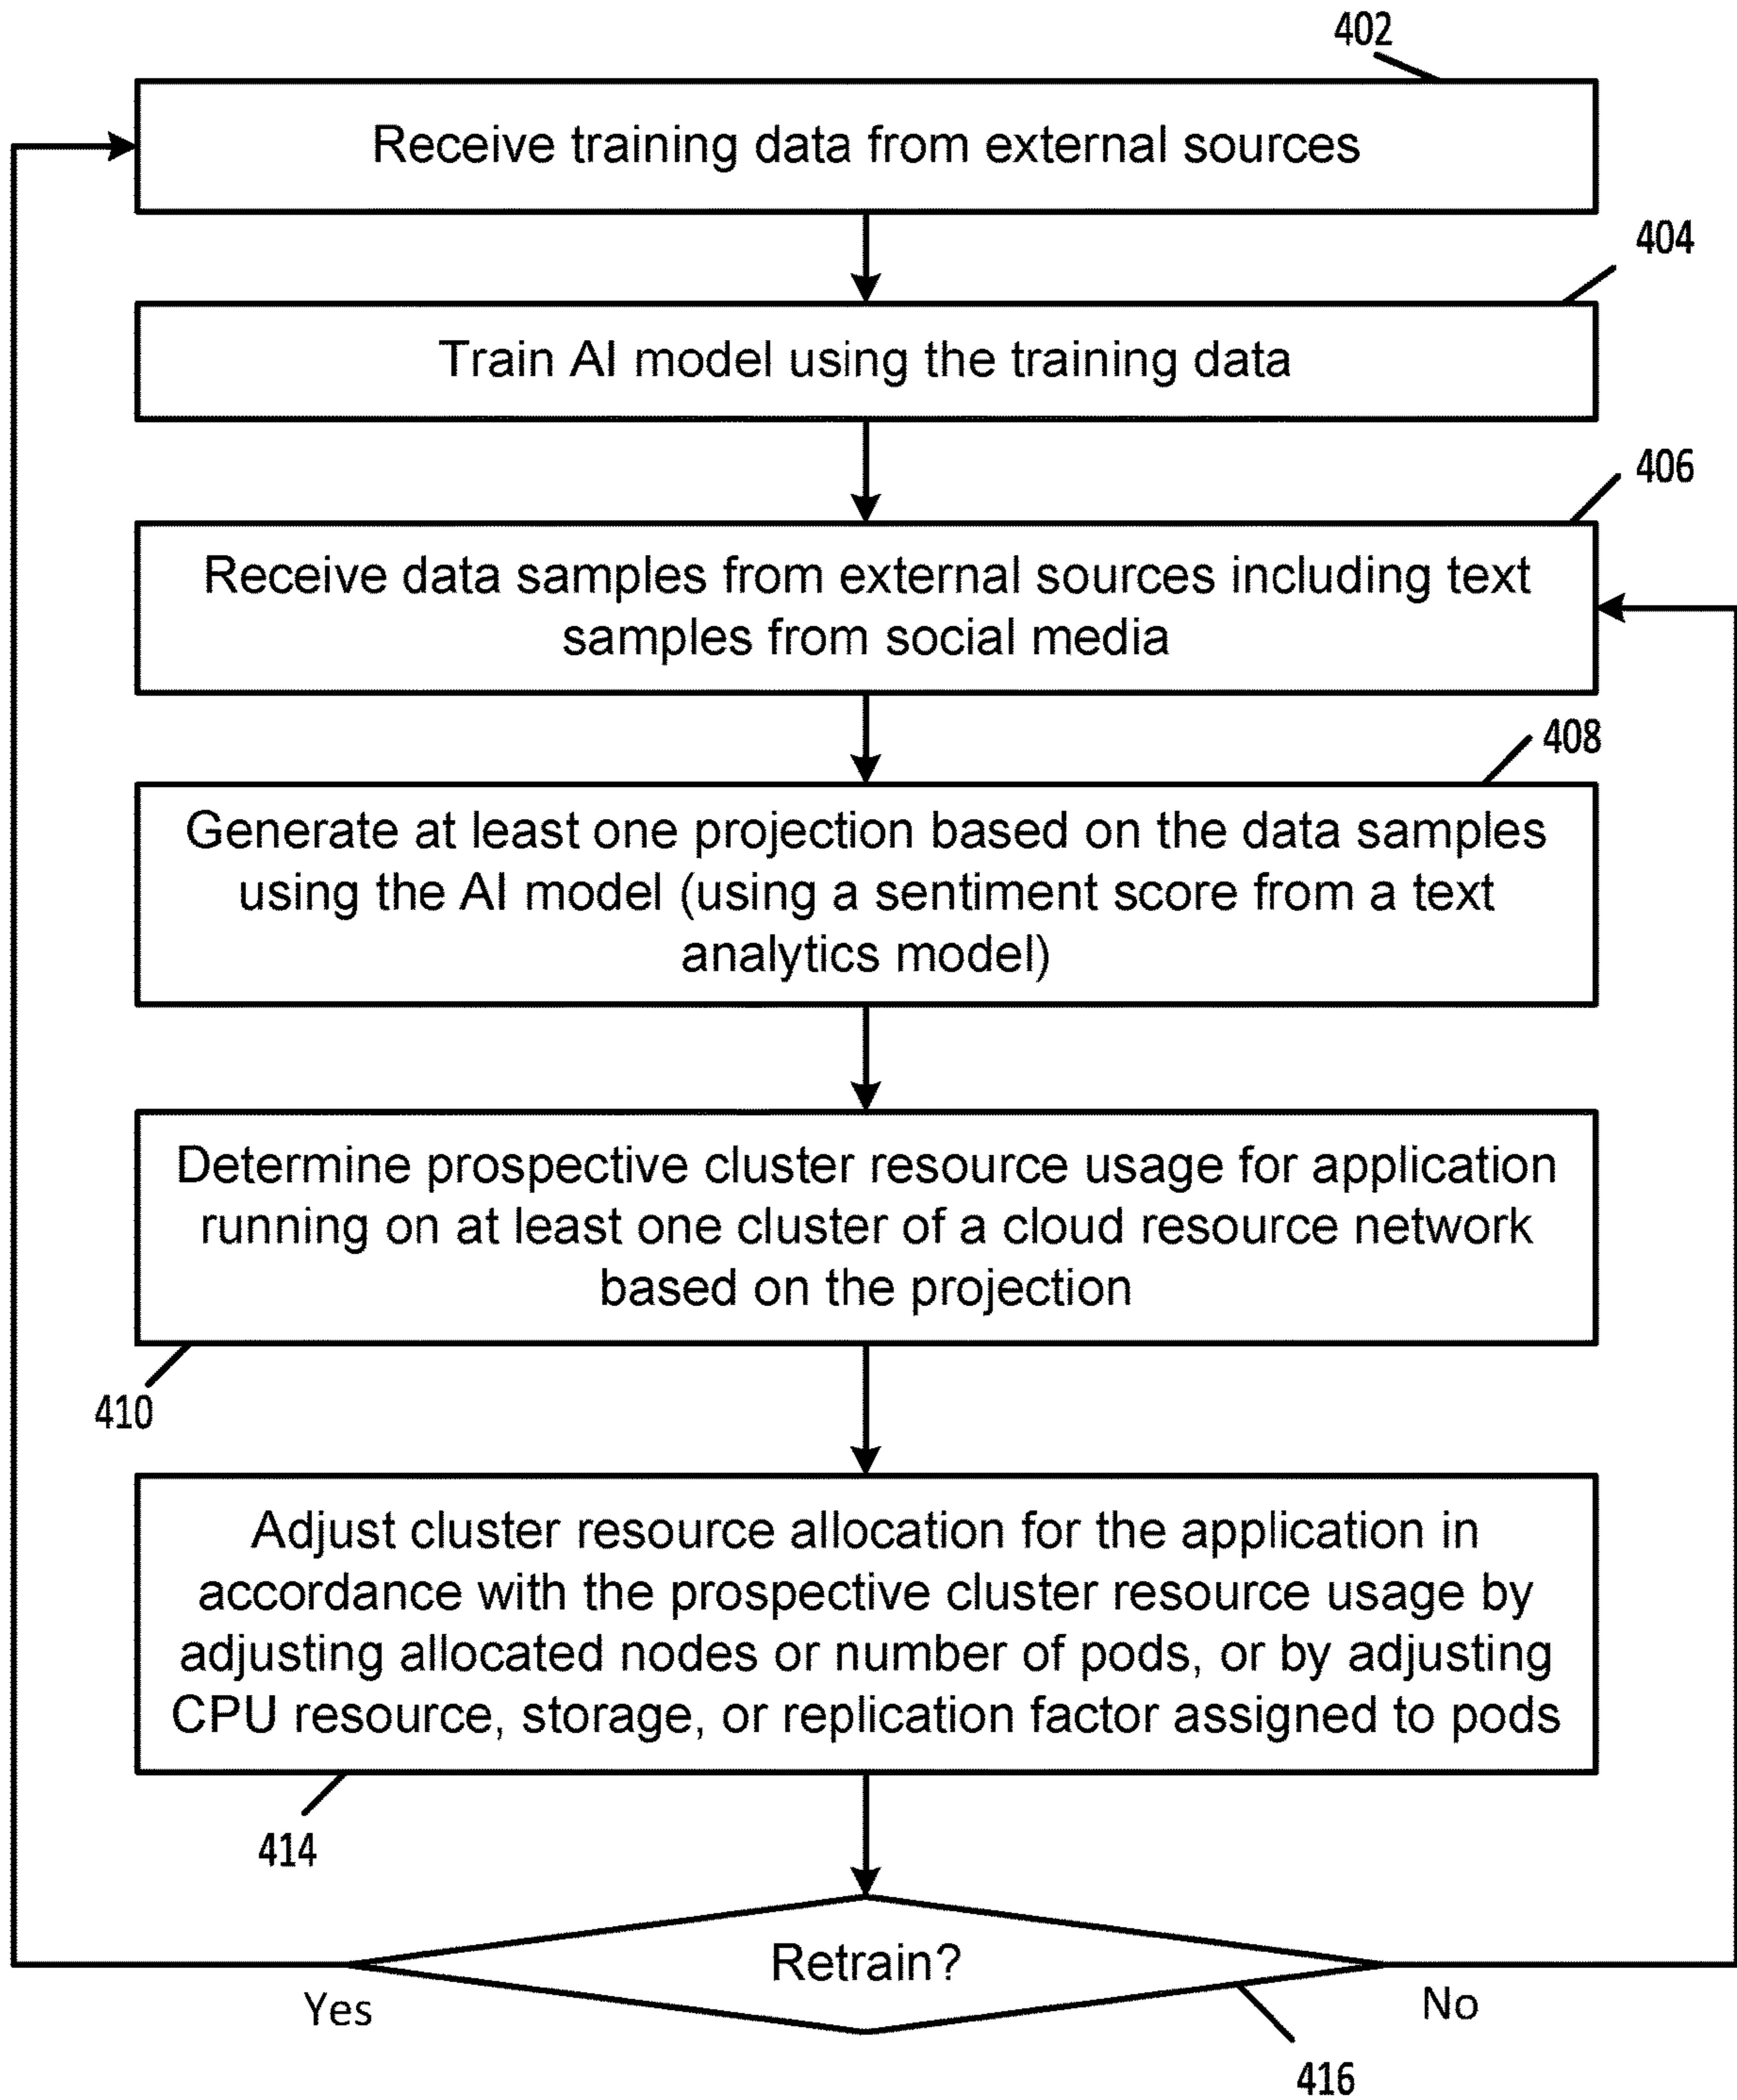 402
Receive training data from external sources
404
Train AI model using the training data
406
Receive data samples from external sources including text
samples from social media
408
Generate at least one projection based on the data samples
using the AI model (using a sentiment score from a text
analytics model)
Determine prospective cluster resource usage for application
running on at least one cluster of a cloud resource network
based on the projection
410
Adjust cluster resource allocation for the application in
accordance with the prospective cluster resource usage by
adjusting allocated nodes or number of pods, or by adjusting
CPU resource, storage, or replication factor assigned to pods
414
Retrain?
Yes
No
416